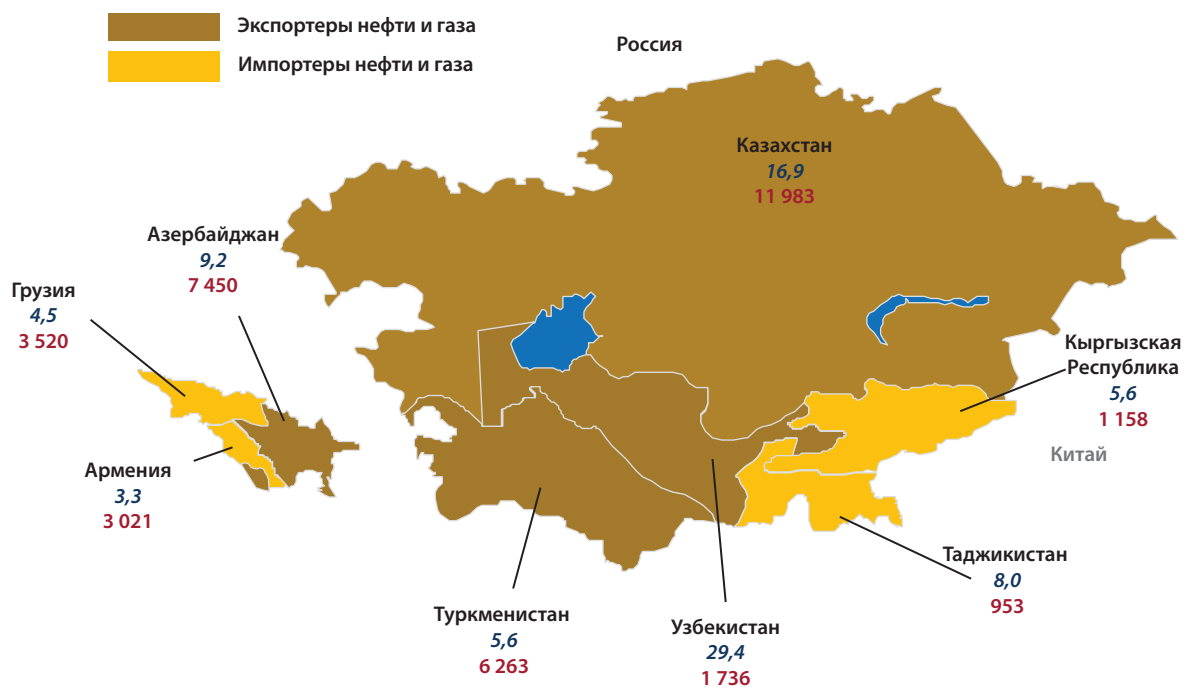 Экспортеры нефти и газа
Импортеры нефти и газа
Россия
Казахстан
16,9
11 983
Азербайджан
9,2
7 450
Грузия
4,5
3 520
Кыргызская
Республика
5,6
1 158
Китай
Армения
3,3
3 021
Таджикистан
8,0
953
Туркменистан
5,6
6 263
Узбекистан
29,4
1 736